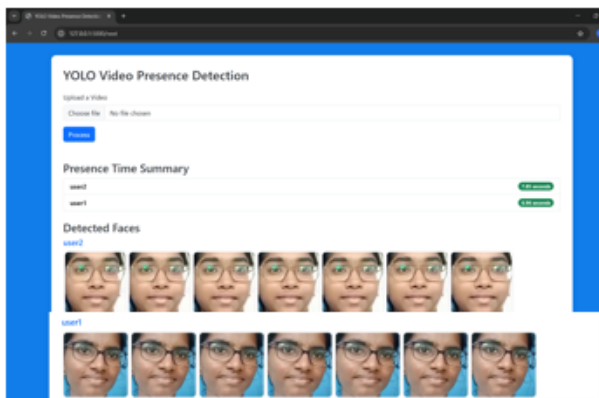 YOLO Video Presence Detection
Upload a Video
Choose file No file chosen
Process
Presence Time Summary
user2
user1
Detected Faces
user2
user1